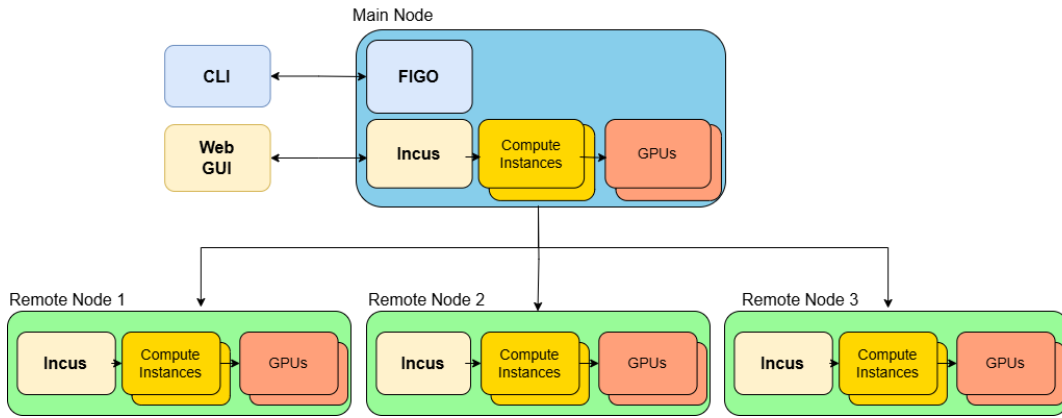 Main Node
CLI
FIGO
Web
GUI
Incus
Compute
Instances
GPUs
Remote Node 1
Incus
Compute
Instances
GPUs
Remote Node 2
Incus
Compute
Instances
GPUs
Remote Node 3
Incus
Compute
Instances
GPUs